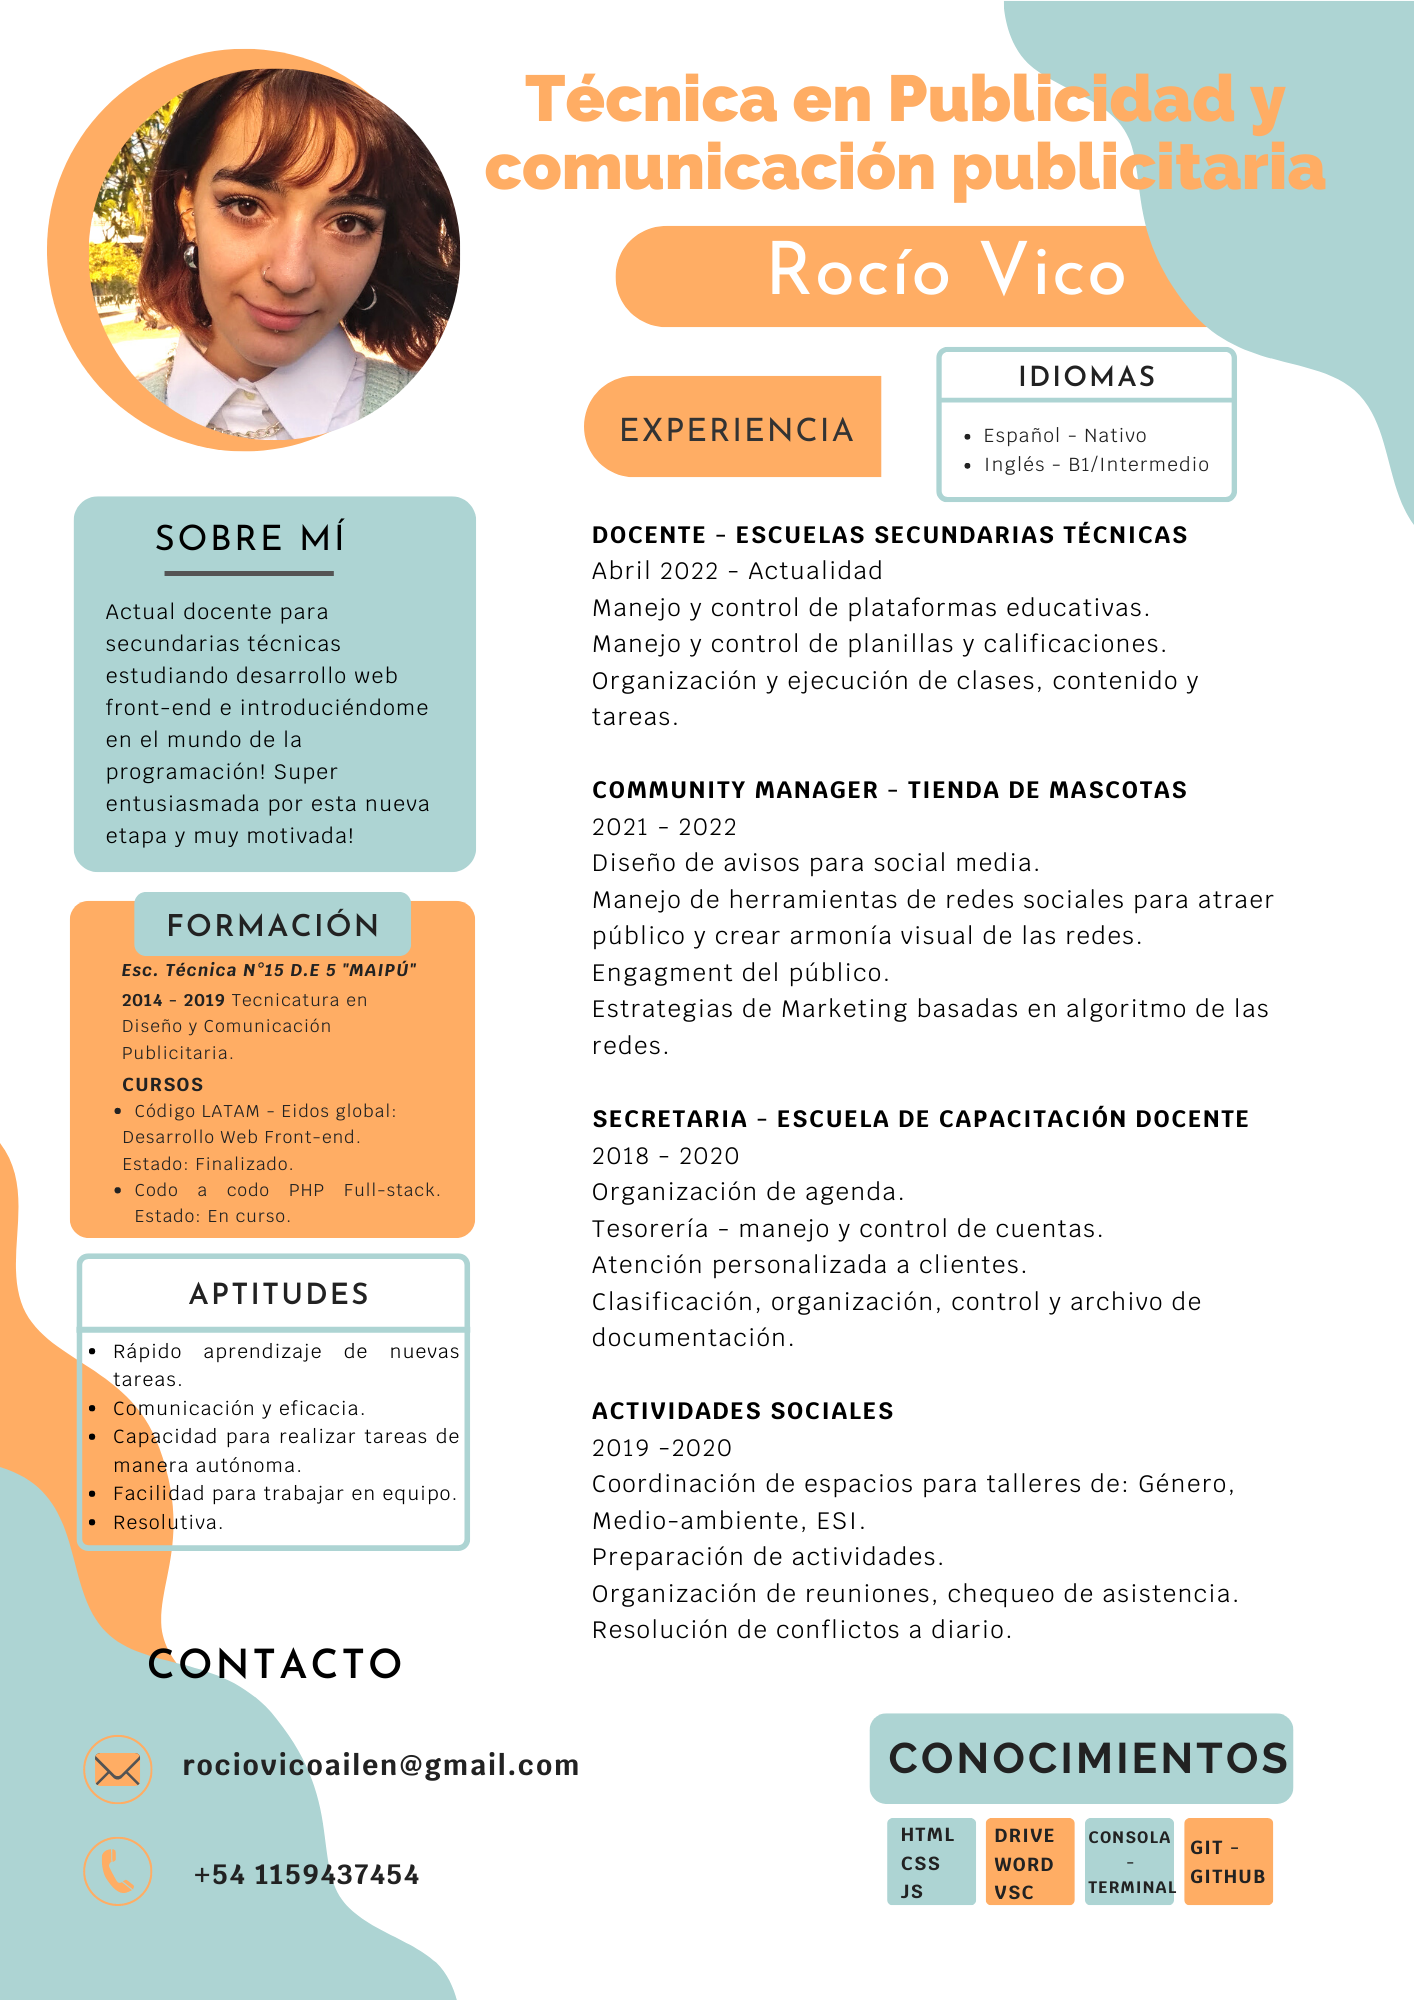 Técnica en Publicidad y
comunicación publicitaria
Rocío Vico
EXPERIENCIA
IDIOMAS
• Español - Nativo
• Inglés - B1/Intermedio
SOBRE MÍ
Actual docente para
secundarias técnicas
estudiando desarrollo web
front-end e introduciéndome
en el mundo de la
programación! Super
entusiasmada por esta nueva
etapa y muy motivada!
FORMACIÓN
Esc. Técnica N°15 D.E 5 "MAIPÚ"
2014 - 2019 Tecnicatura en
Diseño y Comunicación
Publicitaria.
CURSOS
• Código LATAM - Eidos global:
Desarrollo Web Front-end.
Estado: Finalizado.
• Codo a codo PHP Full-stack.
Estado: En curso.
APTITUDES
• Rápido aprendizaje de nuevas
tareas.
• Comunicación y eficacia.
• Capacidad para realizar tareas de
manera autónoma.
• Facilidad para trabajar en equipo.
• Resolutiva.
CONTACTO
rociovicoailen@gmail.com
+54 1159437454
DOCENTE - ESCUELAS SECUNDARIAS TÉCNICAS
Abril 2022 - Actualidad
Manejo y control de plataformas educativas.
Manejo y control de planillas y calificaciones.
Organización y ejecución de clases, contenido y
tareas.
COMMUNITY MANAGER - TIENDA DE MASCOTAS
2021 - 2022
Diseño de avisos para social media.
Manejo de herramientas de redes sociales para atraer
público y crear armonía visual de las redes.
Engagment del público.
Estrategias de Marketing basadas en algoritmo de las
redes.
SECRETARIA - ESCUELA DE CAPACITACIÓN DOCENTE
2018 - 2020
Organización de agenda.
Tesorería - manejo y control de cuentas.
Atención personalizada a clientes.
Clasificación, organización, control y archivo de
documentación.
ACTIVIDADES SOCIALES
2019 -2020
Coordinación de espacios para talleres de: Género,
Medio-ambiente, ESI.
Preparación de actividades.
Organización de reuniones, chequeo de asistencia.
Resolución de conflictos a diario.
CONOCIMIENTOS
HTML
CSS
JS
DRIVE
WORD
VSC
CONSOLA
-
TERMINAL
GIT -
GITHUB